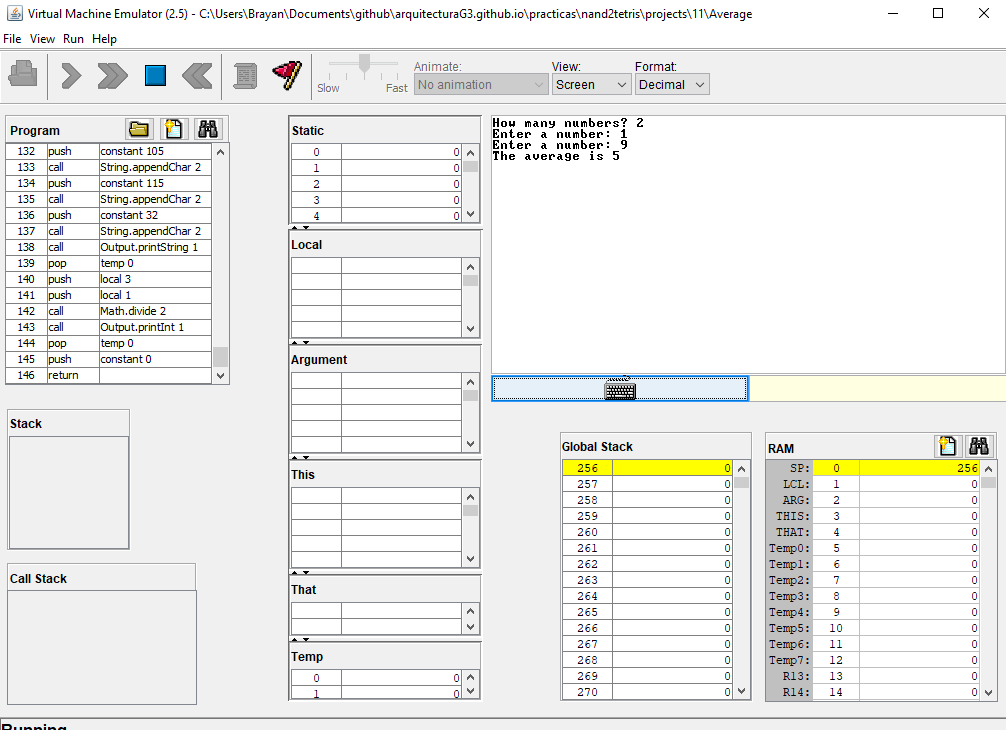 Virtual Machine Emulator (2.5) - C:\Users\Brayan\Documents\github\arquitecturaG3.github.io\practicas\nand2tetris\projects\11\Average
File View Run Help
Animate: View: Format:
Slow Fast No animation Screen Decimal
Program
132 push constant 105
133 call String.appendChar 2
134 push constant 115
135 call String.appendChar 2
136 push constant 32
137 call String.appendChar 2
138 call Output.printString 1
139 pop temp 0
140 push local 3
141 push local 1
142 call Math.divide 2
143 call Output.printInt 1
144 pop temp 0
145 push constant 0
146 return
Stack
Call Stack
Static
0 0
1 0
2 0
3 0
4 0
Local
Argument
This
That
Temp
0 0
1 0
How many numbers? 2
Enter a number: 1
Enter a number: 9
The average is 5
Global Stack
256 0
257 0
258 0
259 0
260 0
261 0
262 0
263 0
264 0
265 0
266 0
267 0
268 0
269 0
270 0
RAM
SP: 0 256
LCL: 1 0
ARG: 2 0
THIS: 3 0
THAT: 4 0
Temp0: 5 0
Temp1: 6 0
Temp2: 7 0
Temp3: 8 0
Temp4: 9 0
Temp5: 10 0
Temp6: 11 0
Temp7: 12 0
R13: 13 0
R14: 14 0
Running